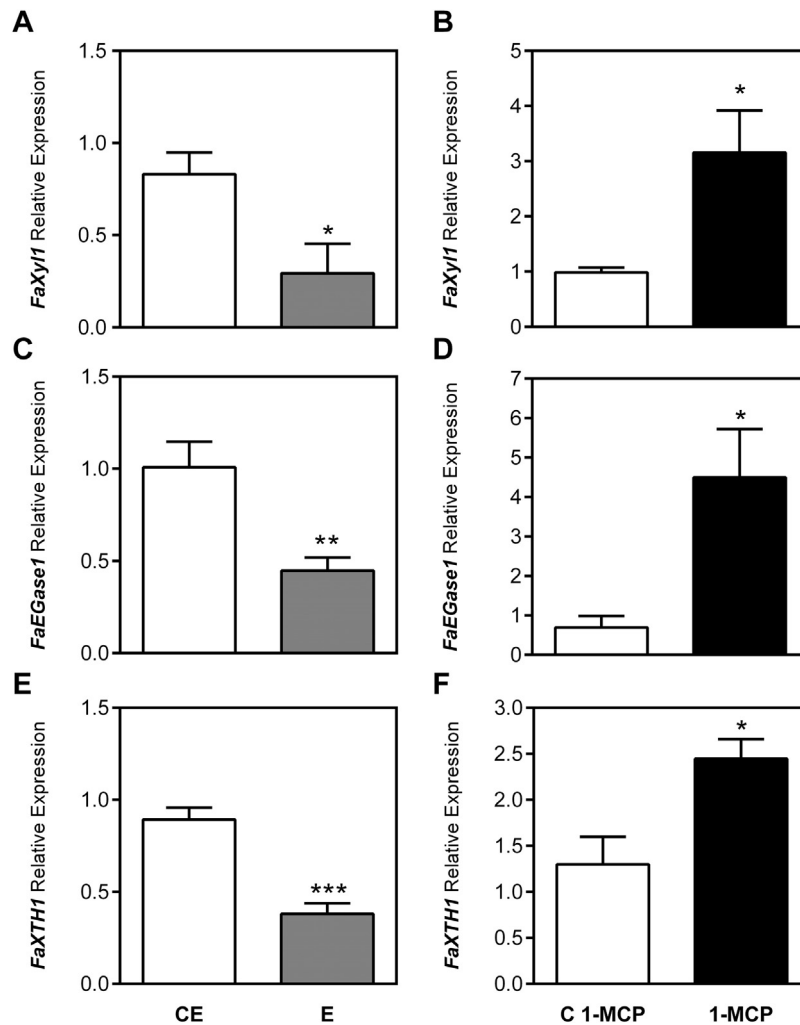 A
FaXyl1 Relative Expression
1.5
1.0
0.5
0.0
*
B
FaXyl1 Relative Expression
5
4
3
2
1
0
*
C
FaEGase1 Relative Expression
1.5
1.0
0.5
0.0
**
D
FaEGase1 Relative Expression
7
6
5
4
3
2
1
0
*
E
FaXTH1 Relative Expression
1.5
1.0
0.5
0.0
***
CE E
F
FaXTH1 Relative Expression
3.0
2.5
2.0
1.5
1.0
0.5
0.0
*
C 1-MCP 1-MCP